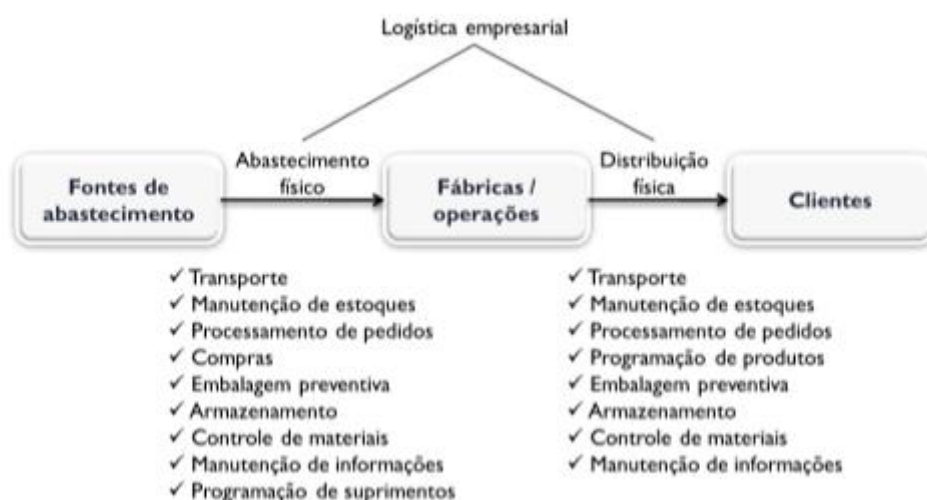 Logística empresarial
Fontes de
abastecimento
Abastecimento
físico
Fábricas /
operações
Distribuição
física
Clientes
✓ Transporte
✓ Manutenção de estoques
✓ Processamento de pedidos
✓ Compras
✓ Embalagem preventiva
✓ Armazenamento
✓ Controle de materiais
✓ Manutenção de informações
✓ Programação de suprimentos
✓ Transporte
✓ Manutenção de estoques
✓ Processamento de pedidos
✓ Programação de produtos
✓ Embalagem preventiva
✓ Armazenamento
✓ Controle de materiais
✓ Manutenção de informações